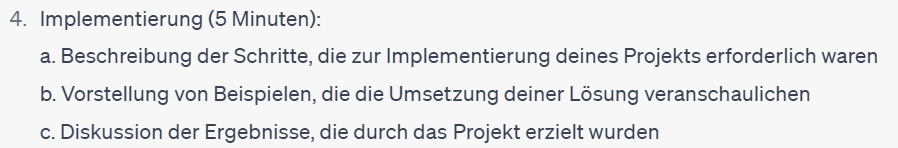 4. Implementierung (5 Minuten):
a. Beschreibung der Schritte, die zur Implementierung deines Projekts erforderlich waren
b. Vorstellung von Beispielen, die die Umsetzung deiner Lösung veranschaulichen
c. Diskussion der Ergebnisse, die durch das Projekt erzielt wurden